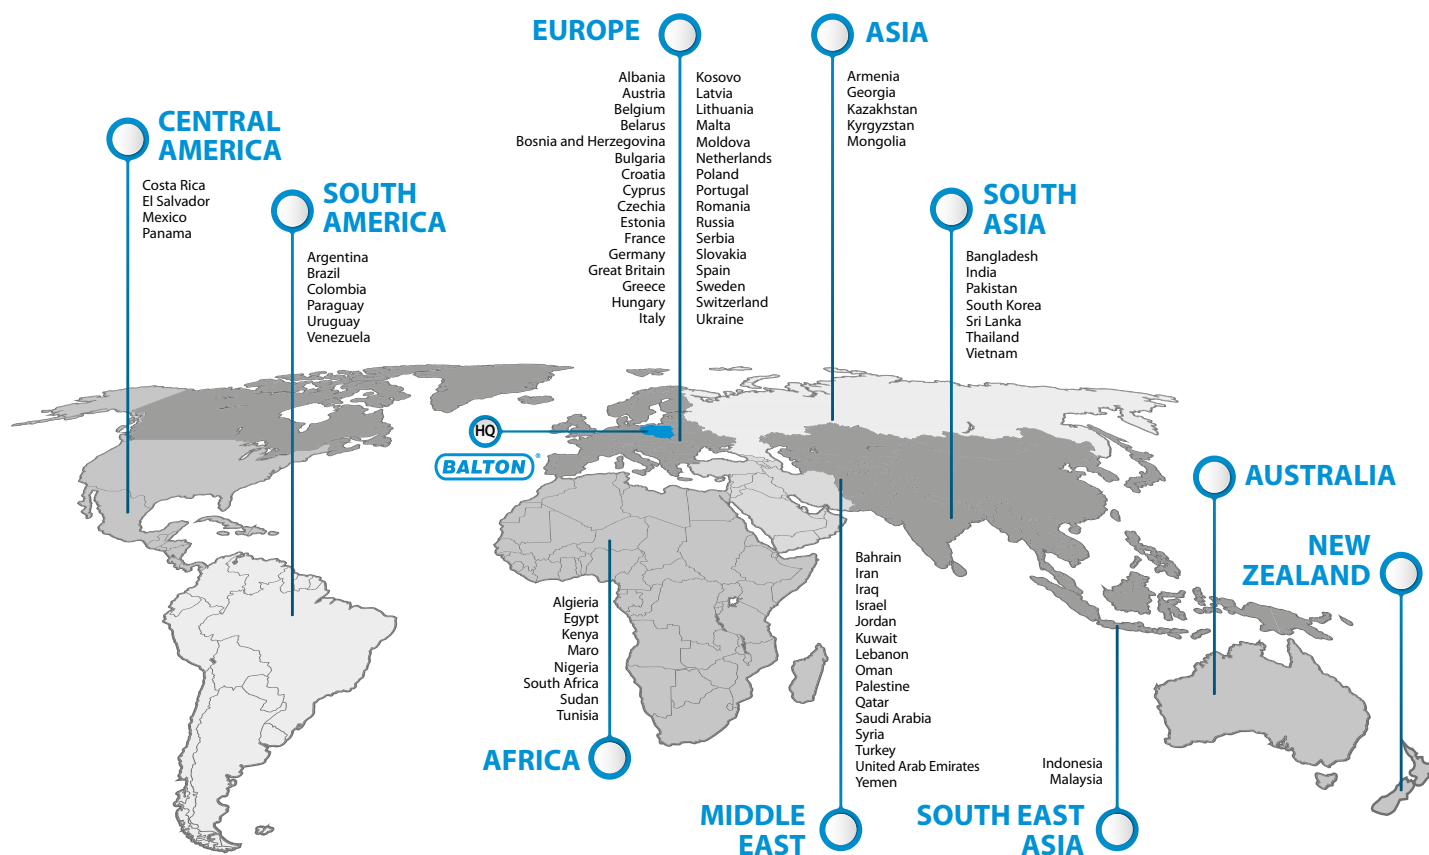 CENTRAL
AMERICA
Costa Rica
El Salvador
Mexico
Panama
SOUTH
AMERICA
Argentina
Brazil
Colombia
Paraguay
Uruguay
Venezuela
EUROPE
Albania
Austria
Belgium
Belarus
Bosnia and Herzegovina
Bulgaria
Croatia
Cyprus
Czechia
Estonia
France
Germany
Great Britain
Greece
Hungary
Italy
Kosovo
Latvia
Lithuania
Malta
Moldova
Netherlands
Poland
Portugal
Romania
Russia
Serbia
Slovakia
Spain
Sweden
Switzerland
Ukraine
ASIA
Armenia
Georgia
Kazakhstan
Kyrgyzstan
Mongolia
SOUTH
ASIA
Bangladesh
India
Pakistan
South Korea
Sri Lanka
Thailand
Vietnam
HQ
BALTON®
AUSTRALIA
NEW
ZEALAND
Algieria
Egypt
Kenya
Maro
Nigeria
South Africa
Sudan
Tunisia
AFRICA
Bahrain
Iran
Iraq
Israel
Jordan
Kuwait
Lebanon
Oman
Palestine
Qatar
Saudi Arabia
Syria
Turkey
United Arab Emirates
Yemen
MIDDLE
EAST
Indonesia
Malaysia
SOUTH EAST
ASIA